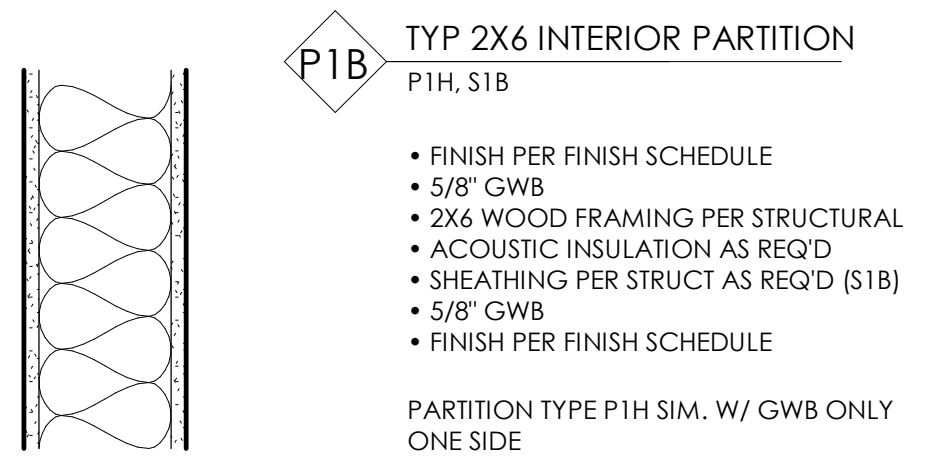 P1B
TYP 2X6 INTERIOR PARTITION
P1H, S1B
• FINISH PER FINISH SCHEDULE
• 5/8" GWB
• 2X6 WOOD FRAMING PER STRUCTURAL
• ACOUSTIC INSULATION AS REQ'D
• SHEATHING PER STRUCT AS REQ'D (S1B)
• 5/8" GWB
• FINISH PER FINISH SCHEDULE
PARTITION TYPE P1H SIM. W/ GWB ONLY
ONE SIDE